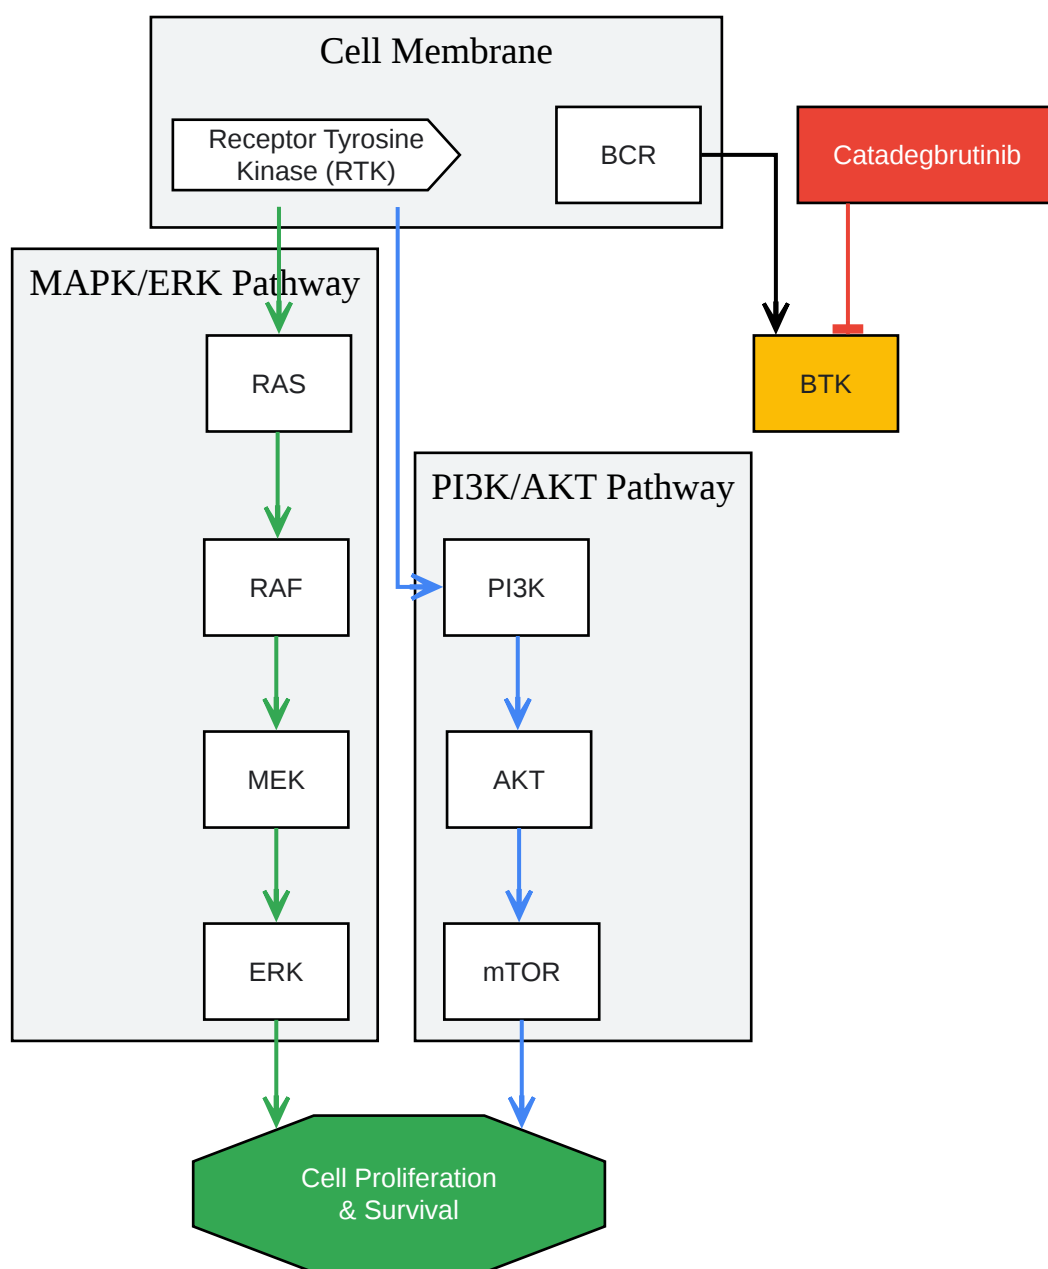 Cell Membrane
Receptor Tyrosine
Kinase (RTK)
BCR
Catadegbrutinib
MAPK/ERK Pathway
RAS
BTK
PI3K/AKT Pathway
RAF
PI3K
MEK
AKT
ERK
mTOR
Cell Proliferation
& Survival